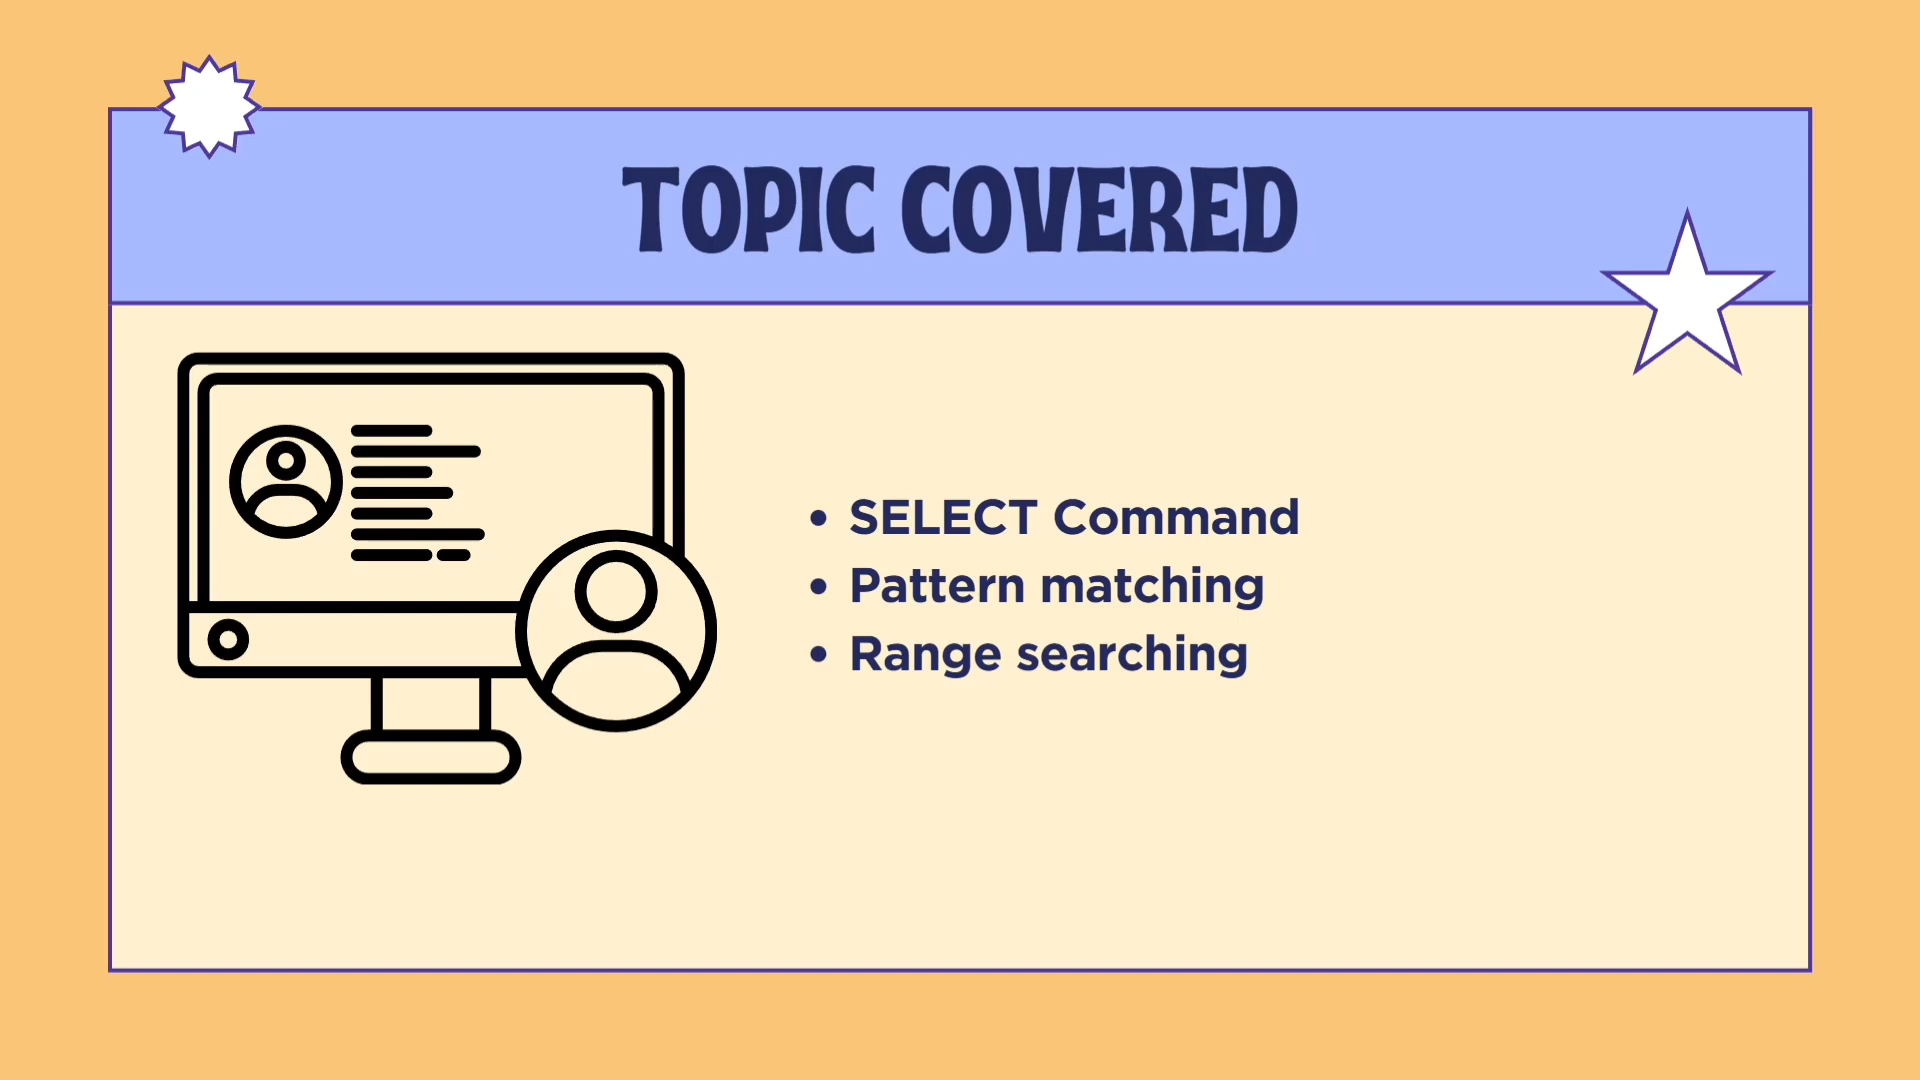 TOPIC COVERED
• SELECT Command
• Pattern matching
• Range searching